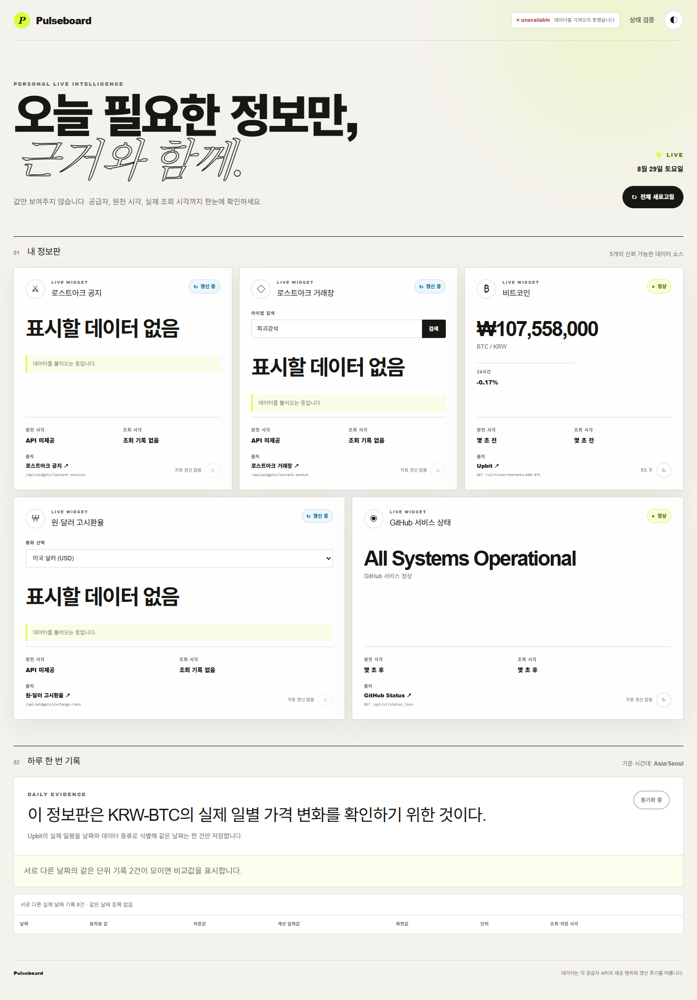 P Pulseboard
× unavailable 데이터를 가져오지 못했습니다
상태 검증
PERSONAL LIVE INTELLIGENCE
오늘 필요한 정보만,
근거와 함께.
값만 보여주지 않습니다. 공급자, 원천 시각, 실제 조회 시각까지 한눈에 확인하세요.
LIVE
8월 29일 토요일
↻ 전체 새로고침
01 내 정보판
5개의 신뢰 가능한 데이터 소스
LIVE WIDGET
로스트아크 공지
↻ 갱신 중
표시할 데이터 없음
데이터를 불러오는 중입니다.
원천 시각
API 미제공
조회 시각
조회 기록 없음
출처
로스트아크 공지 ↗
/api/widgets/lostark-notices
자동 갱신 없음 ↻
LIVE WIDGET
로스트아크 거래장
↻ 갱신 중
아이템 검색
파괴강석
검색
표시할 데이터 없음
데이터를 불러오는 중입니다.
원천 시각
API 미제공
조회 시각
조회 기록 없음
출처
로스트아크 거래장 ↗
/api/widgets/lostark-market
자동 갱신 없음 ↻
₿
LIVE WIDGET
비트코인
● 정상
₩107,558,000
BTC / KRW
24시간
-0.17%
원천 시각
몇 초 전
조회 시각
몇 초 전
출처
Upbit ↗
GET /v1/ticker?markets=KRW-BTC
5초 후 ↻
₩
LIVE WIDGET
원·달러 고시환율
↻ 갱신 중
통화 선택
미국 달러 (USD)
표시할 데이터 없음
데이터를 불러오는 중입니다.
원천 시각
API 미제공
조회 시각
조회 기록 없음
출처
원·달러 고시환율 ↗
/api/widgets/exchange-rate
자동 갱신 없음 ↻
LIVE WIDGET
GitHub 서비스 상태
● 정상
All Systems Operational
GitHub 서비스 정상
원천 시각
몇 초 후
조회 시각
몇 초 후
출처
GitHub Status ↗
GET /api/v2/status.json
자동 갱신 없음 ↻
02 하루 한 번 기록
기준 시간대: Asia/Seoul
DAILY EVIDENCE
이 정보판은 KRW-BTC의 실제 일별 가격 변화를 확인하기 위한 것이다.
Upbit의 실제 일봉을 날짜와 데이터 종류로 식별해 같은 날짜는 한 건만 저장합니다.
동기화 중
서로 다른 날짜의 같은 단위 기록 2건이 모이면 비교값을 표시합니다.
서로 다른 실제 날짜 기록 0건 · 같은 날짜 중복 없음
날짜 원자료 값 저장값 계산 입력값 화면값 단위 조회·저장 시각
Pulseboard
데이터는 각 공급자 API의 제공 범위와 갱신 주기를 따릅니다.